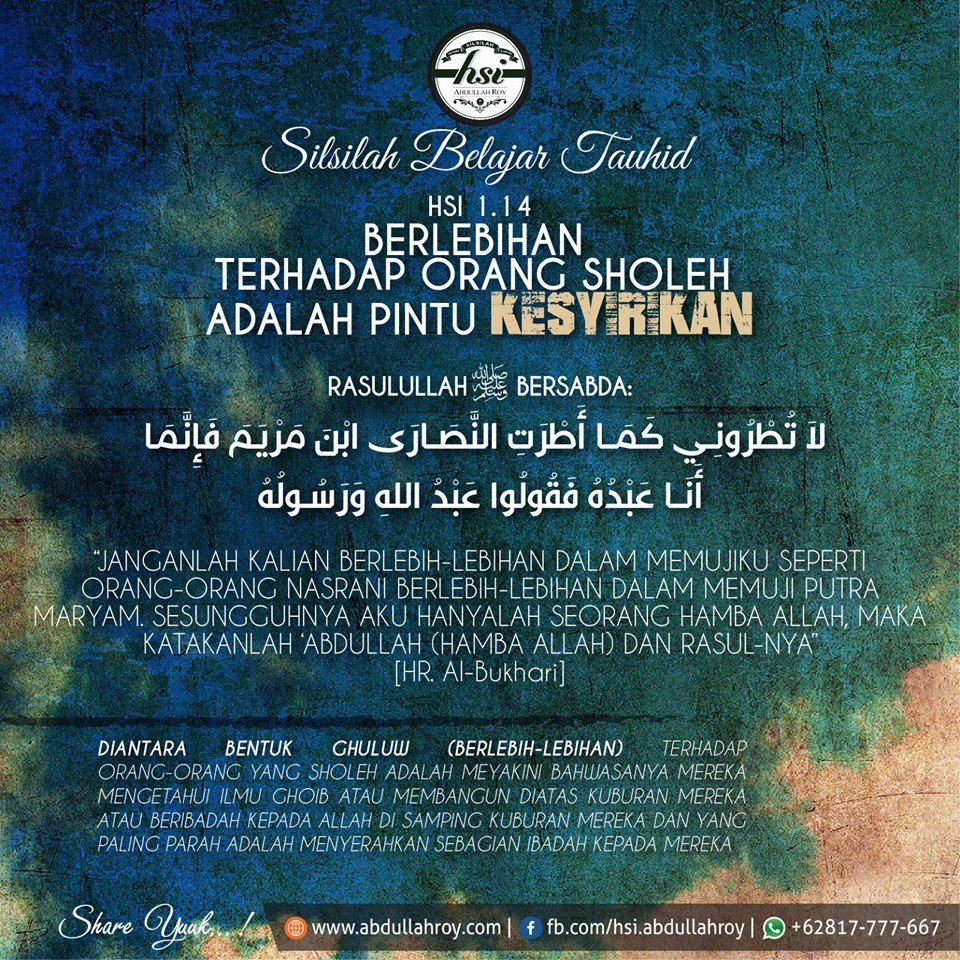 SILSILAH
hsi
ABDULLAH ROY
Silsilah Belajar Tauhid
HSI 1.14
BERLEBIHAN
TERHADAP ORANG SHOLEH
ADALAH PINTU KESYIRIKAN
RASULULLAH ﷺ BERSABDA:
لاَ تُطْرُونِي كَمَا أَطْرَتِ النَّصَارَى ابْنَ مَرْيَمَ فَإِنَّمَا
أَنَا عَبْدُهُ فَقُولُوا عَبْدُ اللهِ وَرَسُولُهُ
“JANGANLAH KALIAN BERLEBIH-LEBIHAN DALAM MEMUJIKU SEPERTI
ORANG-ORANG NASRANI BERLEBIH-LEBIHAN DALAM MEMUJI PUTRA
MARYAM. SESUNGGUHNYA AKU HANYALAH SEORANG HAMBA ALLAH, MAKA
KATAKANLAH ‘ABDULLAH (HAMBA ALLAH) DAN RASUL-NYA”
[HR. Al-Bukhari]
DIANTARA BENTUK GHULUW (BERLEBIH-LEBIHAN) TERHADAP
ORANG-ORANG YANG SHOLEH ADALAH MEYAKINI BAHWASANYA MEREKA
MENGETAHUI ILMU GHOIB ATAU MEMBANGUN DIATAS KUBURAN MEREKA
ATAU BERIBADAH KEPADA ALLAH DI SAMPING KUBURAN MEREKA DAN YANG
PALING PARAH ADALAH MENYERAHKAN SEBAGIAN IBADAH KEPADA MEREKA
Share Yuuk...! www.abdullahroy.com | fb.com/hsi.abdullahroy | +62817-777-667